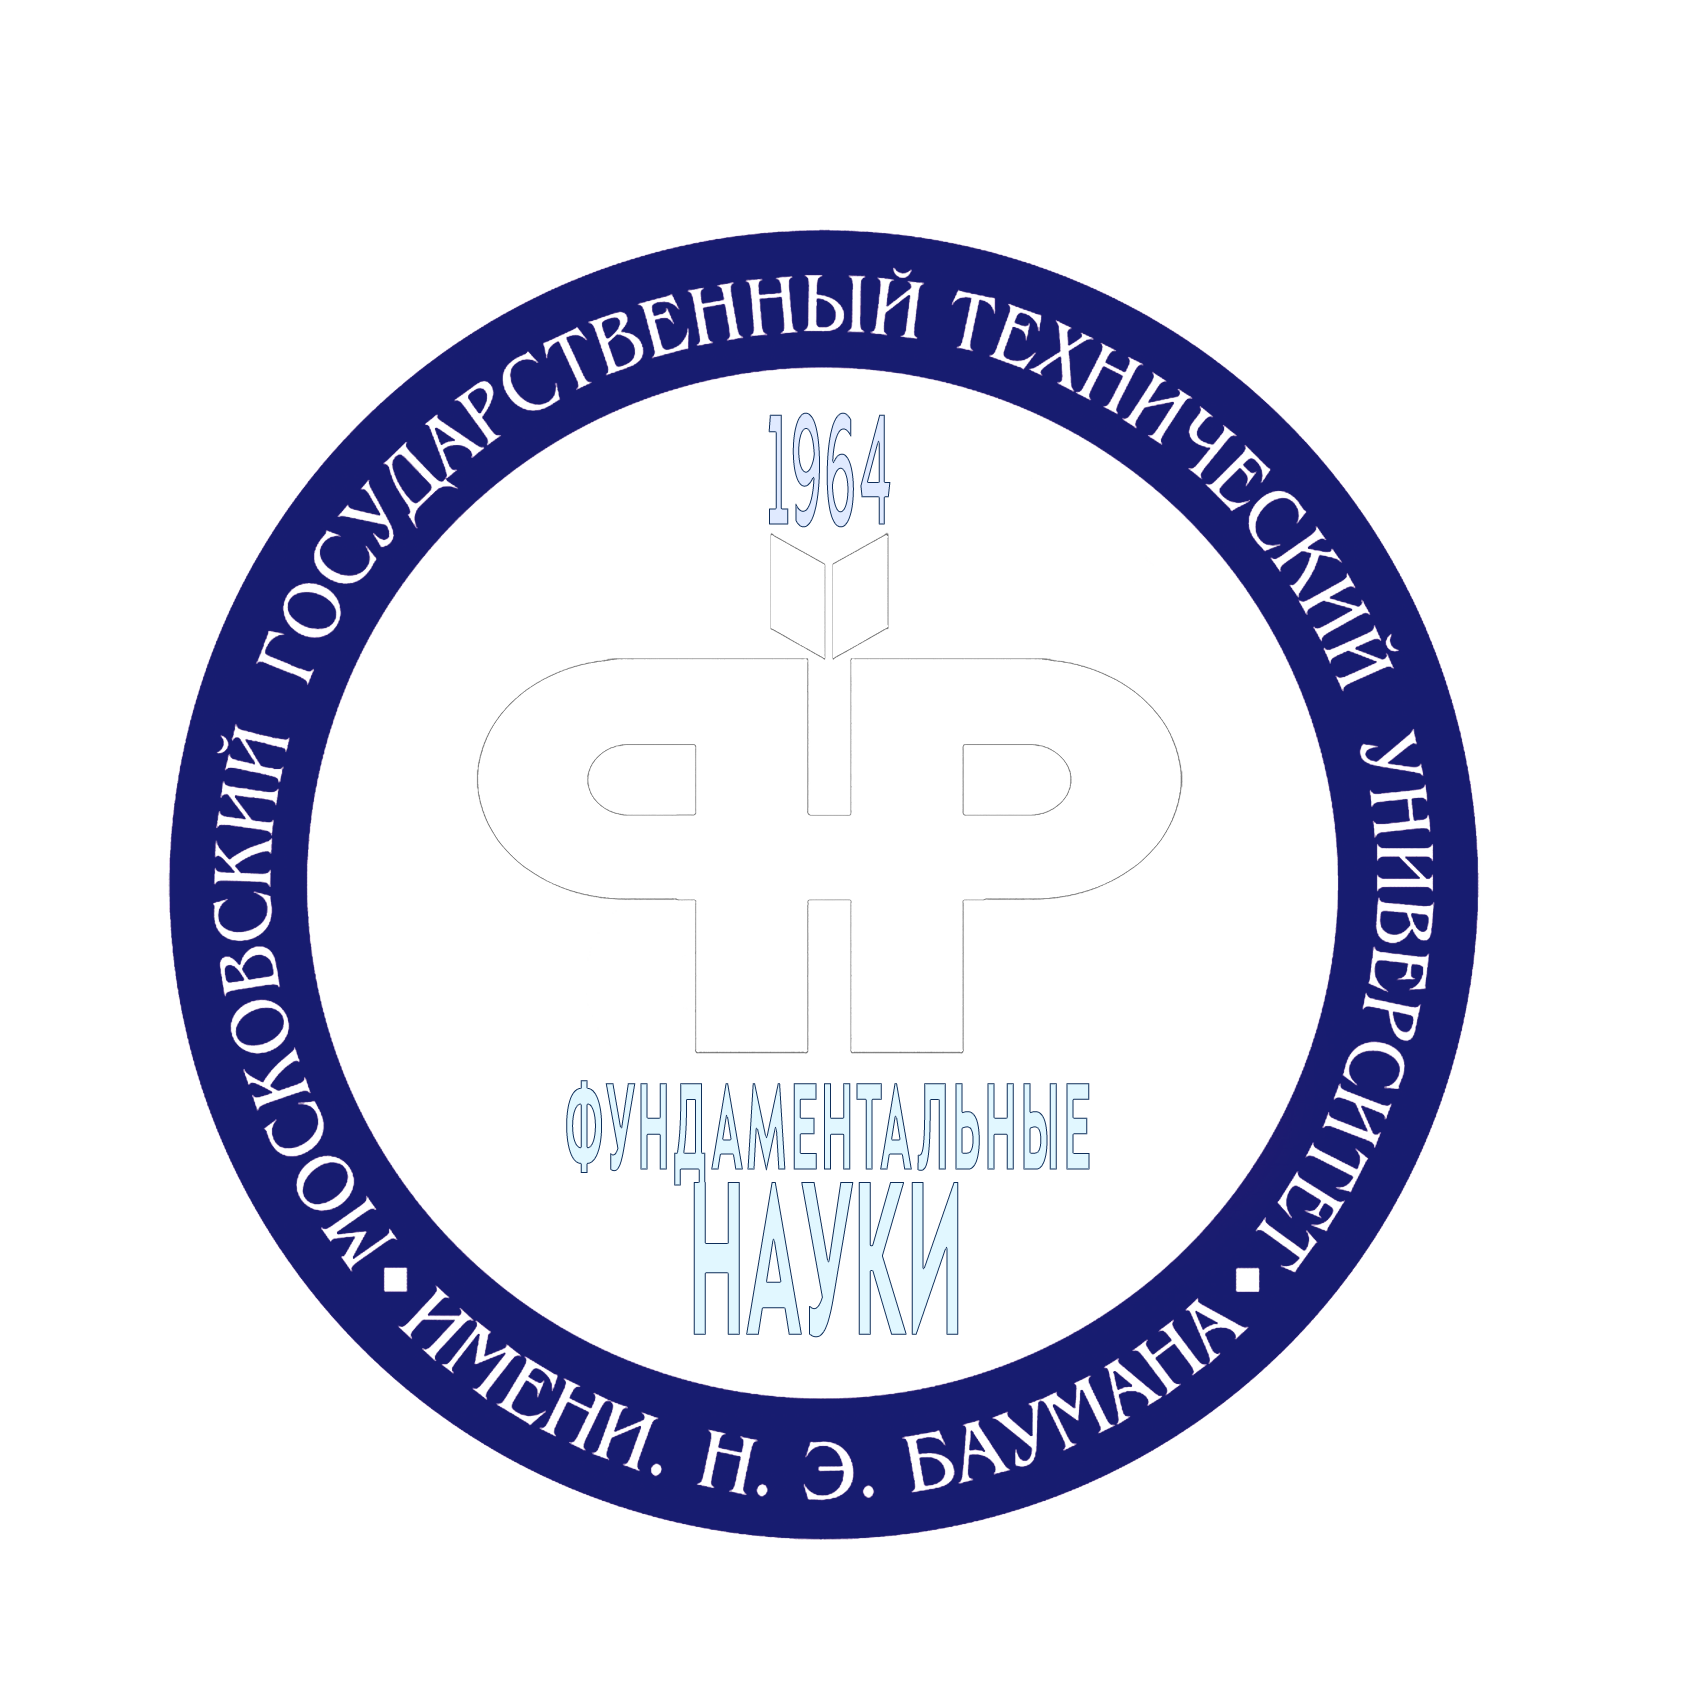 МОСКОВСКИЙ ГОСУДАРСТВЕННЫЙ ТЕХНИЧЕСКИЙ УНИВЕРСИТЕТ
ИМЕНИ. Н. Э. БАУМАНА
1964
ФУНДАМЕНТАЛЬНЫЕ
НАУКИ